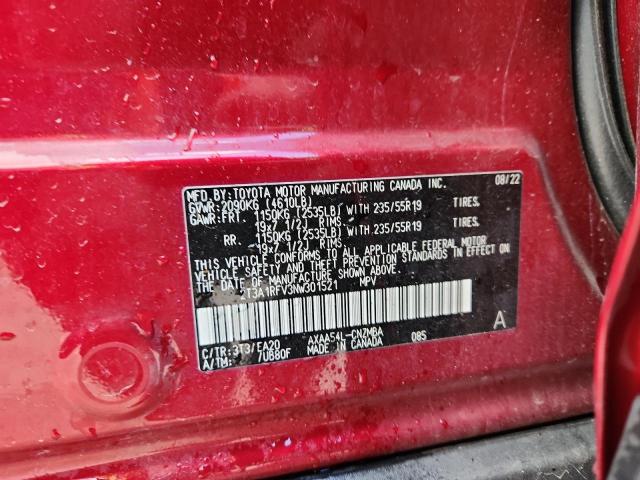 MFD. BY: TOYOTA MOTOR MANUFACTURING CANADA INC. 08/22
GVWR: 2090KG (4610LB)
GAWR: FRT. 1150KG (2535LB) WITH 235/55R19 TIRES.
19x7 1/2J RIMS.
RR. 1150KG (2535LB) WITH 235/55R19 TIRES.
19x7 1/2J RIMS.
THIS VEHICLE CONFORMS TO ALL APPLICABLE FEDERAL MOTOR
VEHICLE SAFETY AND THEFT PREVENTION STANDARDS IN EFFECT
ON THE DATE OF MANUFACTURE SHOWN ABOVE.
2T3A1RFV3NW301521 MPV
C/TR: 3T3/EA20 AXAA54L-CNZMBA 085 A
A/TM: /7U680F MADE IN CANADA